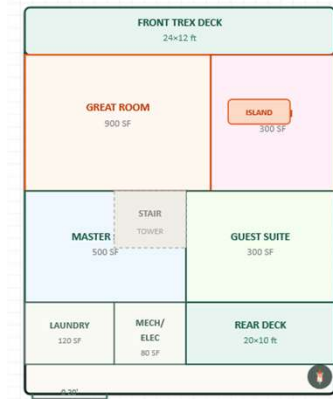 FRONT TREX DECK
24×12 ft
GREAT ROOM
900 SF
ISLAND
300 SF
STAIR
TOWER
MASTER
500 SF
GUEST SUITE
300 SF
LAUNDRY
120 SF
MECH/
ELEC
80 SF
REAR DECK
20×10 ft